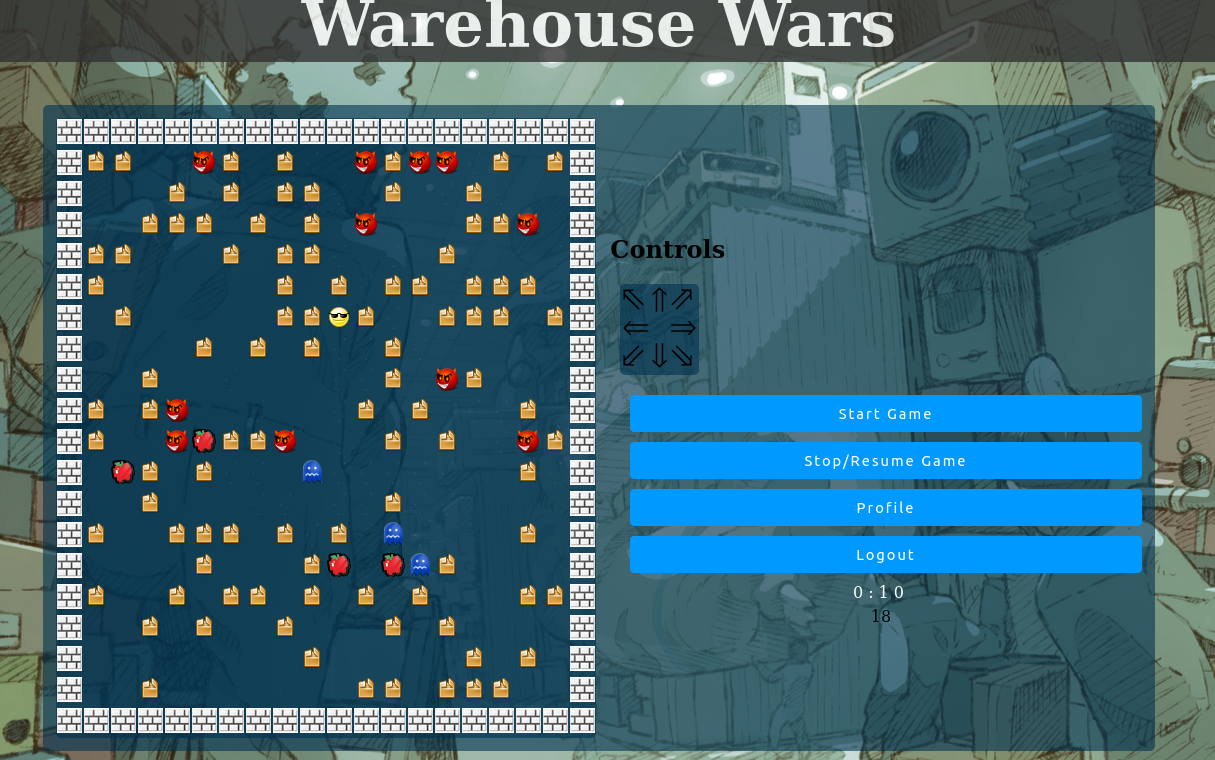 Warehouse Wars
Controls
⇖ ⇑ ⇗
⇐ ⇒
⇙ ⇓ ⇘
Start Game
Stop/Resume Game
Profile
Logout
0:10
18